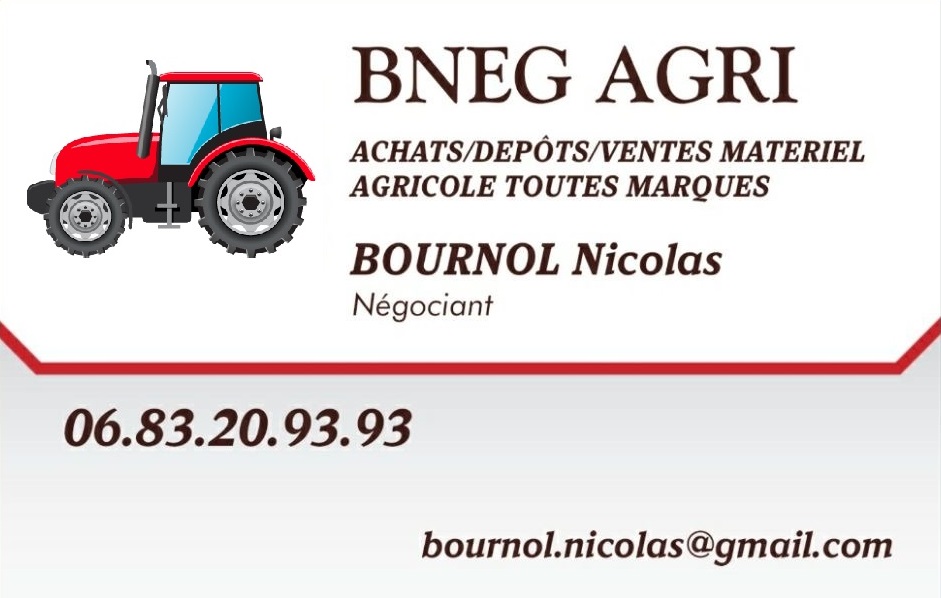 BNEG AGRI
ACHATS/DEPÔTS/VENTES MATERIEL
AGRICOLE TOUTES MARQUES
BOURNOL Nicolas
Négociant
06.83.20.93.93
bournol.nicolas@gmail.com